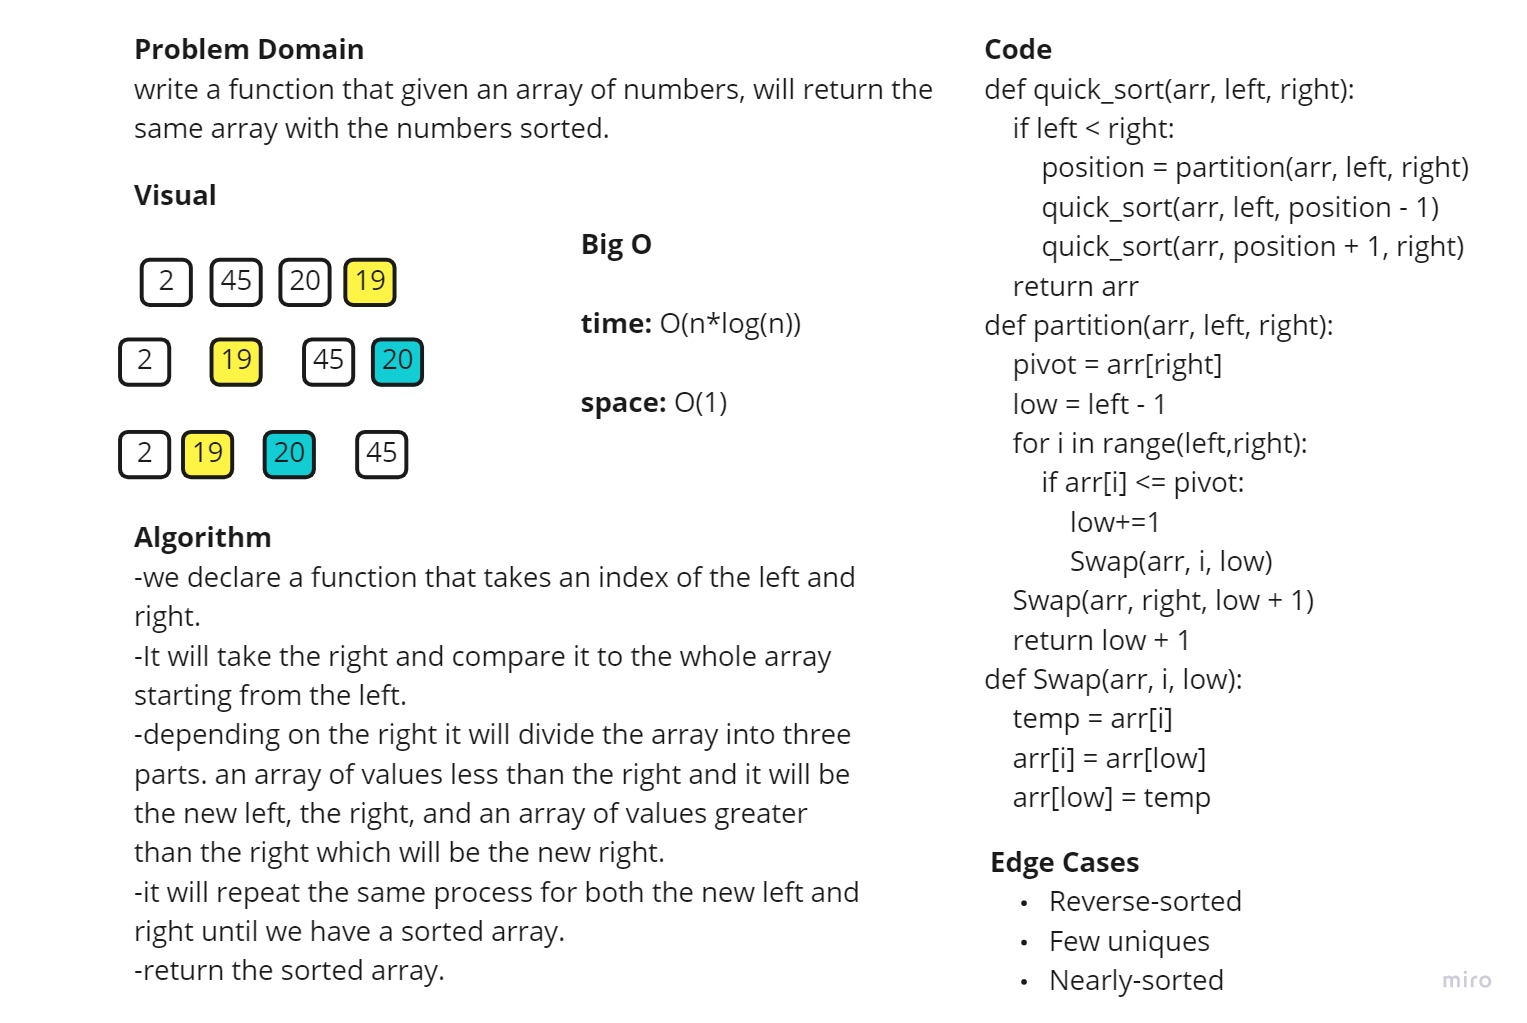 Problem Domain
write a function that given an array of numbers, will return the
same array with the numbers sorted.
Visual
2 45 20 19
2 19 45 20
2 19 20 45
Big O
time: O(n*log(n))
space: O(1)
Algorithm
-we declare a function that takes an index of the left and
right.
-It will take the right and compare it to the whole array
starting from the left.
-depending on the right it will divide the array into three
parts. an array of values less than the right and it will be
the new left, the right, and an array of values greater
than the right which will be the new right.
-it will repeat the same process for both the new left and
right until we have a sorted array.
-return the sorted array.
Code
def quick_sort(arr, left, right):
    if left < right:
        position = partition(arr, left, right)
        quick_sort(arr, left, position - 1)
        quick_sort(arr, position + 1, right)
    return arr
def partition(arr, left, right):
    pivot = arr[right]
    low = left - 1
    for i in range(left,right):
        if arr[i] <= pivot:
            low+=1
            Swap(arr, i, low)
    Swap(arr, right, low + 1)
    return low + 1
def Swap(arr, i, low):
    temp = arr[i]
    arr[i] = arr[low]
    arr[low] = temp
Edge Cases
• Reverse-sorted
• Few uniques
• Nearly-sorted
miro